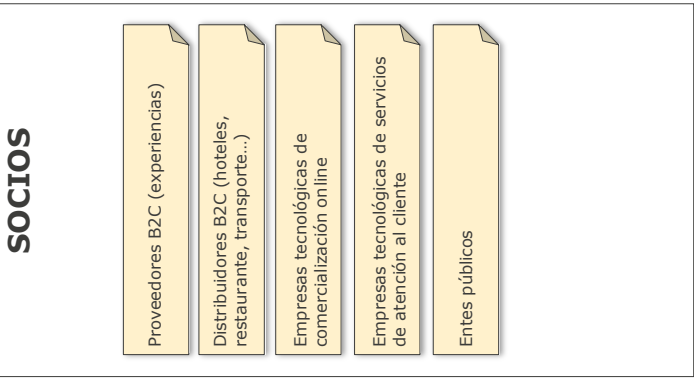 SOCIOS
Proveedores B2C (experiencias)
Distribuidores B2C (hoteles,
restaurante, transporte...)
Empresas tecnológicas de
comercialización online
Empresas tecnológicas de servicios
de atención al cliente
Entes públicos